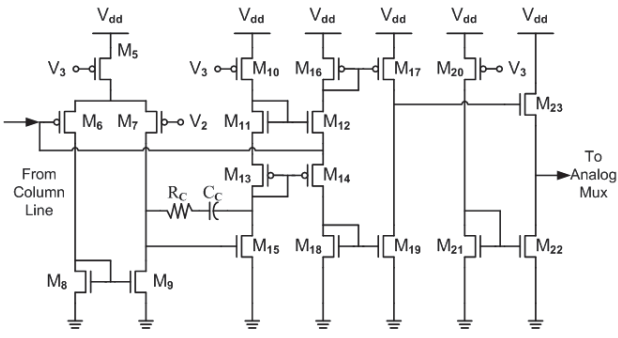 Vdd Vdd Vdd Vdd Vdd Vdd
M5
V3 V3 M10 M16 M17 M20 V3
M23
M6 M7 V2 M11 M12
From
Column
Line
M13 M14
To
Analog
Mux
RC CC
M15 M18 M19 M21 M22
M8 M9